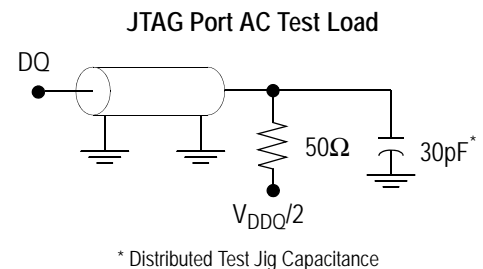 JTAG Port AC Test Load
DQ
50Ω
30pF*
VDDQ/2
* Distributed Test Jig Capacitance